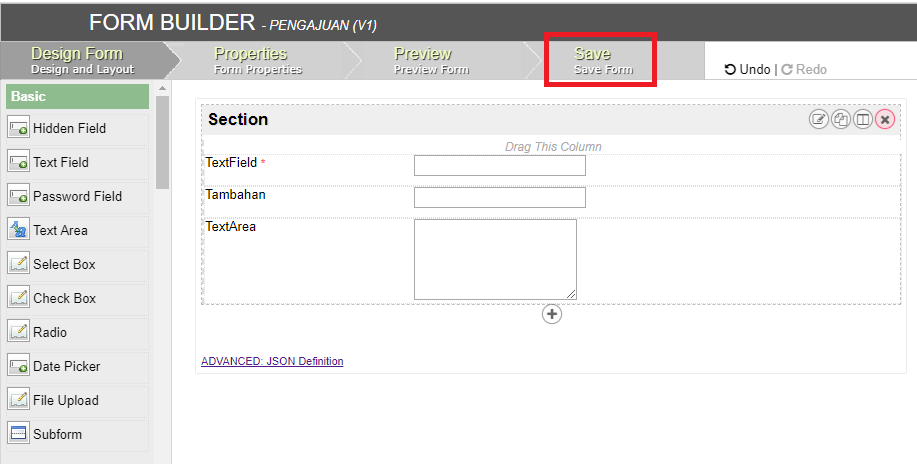 FORM BUILDER - PENGAJUAN (V1)
Design Form
Design and Layout
Properties
Form Properties
Preview
Preview Form
Save
Save Form
Undo | Redo
Basic
Hidden Field
Text Field
Password Field
Text Area
Select Box
Check Box
Radio
Date Picker
File Upload
Subform
Section
Drag This Column
TextField *
Tambahan
TextArea
ADVANCED: JSON Definition